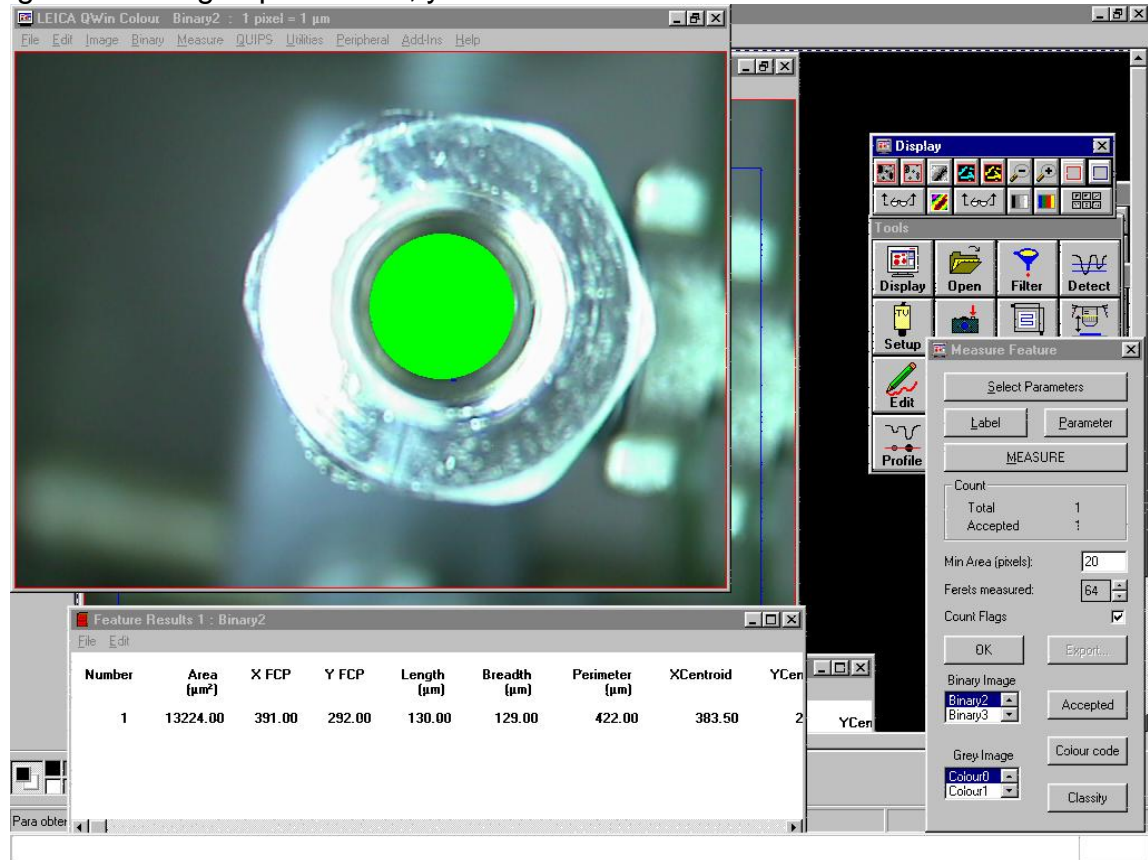 LEICA QWin Colour Binary2 : 1 pixel = 1 µm
File Edit Image Binary Measure QUIPS Utilities Peripheral Add-Ins Help
Display
Tools
Display Open Filter Detect
TV
Setup
Edit
Profile
Measure Feature
Select Parameters
Label Parameter
MEASURE
Count
Total 1
Accepted 1
Min Area (pixels): 20
Ferets measured: 64
Count Flags
OK Export...
Binary Image
Binary2
Binary3
Accepted
Grey Image
Colour0
Colour1
Colour code
Classify
Feature Results 1 : Binary2
File Edit
Number Area (µm²) X FCP Y FCP Length (µm) Breadth (µm) Perimeter (µm) XCentroid YCen
1 13224.00 391.00 292.00 130.00 129.00 422.00 383.50 2
YCen
Para obter